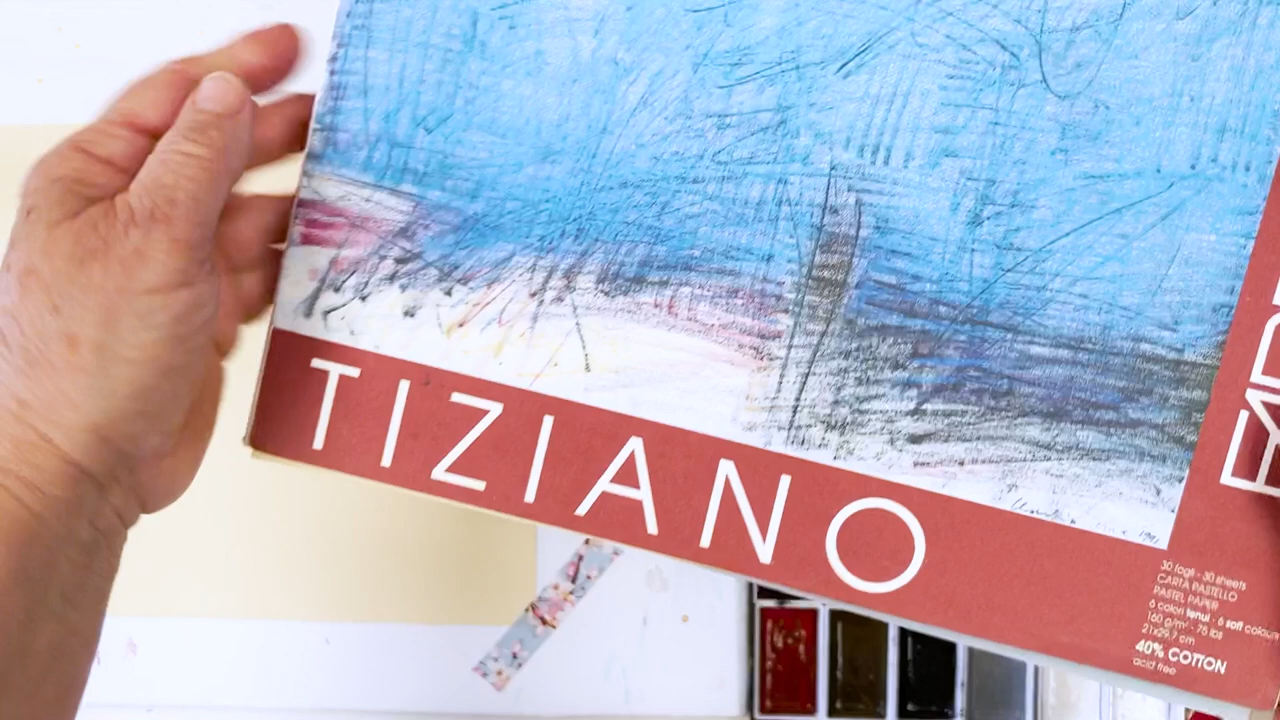 TIZIANO
1991
30 fogli - 30 sheets
CARTA PASTELLO
PASTEL PAPER
6 colori tenui - 6 soft colours
160 g/m² - 75 lbs
21x29,7 cm
40% COTTON
acid free